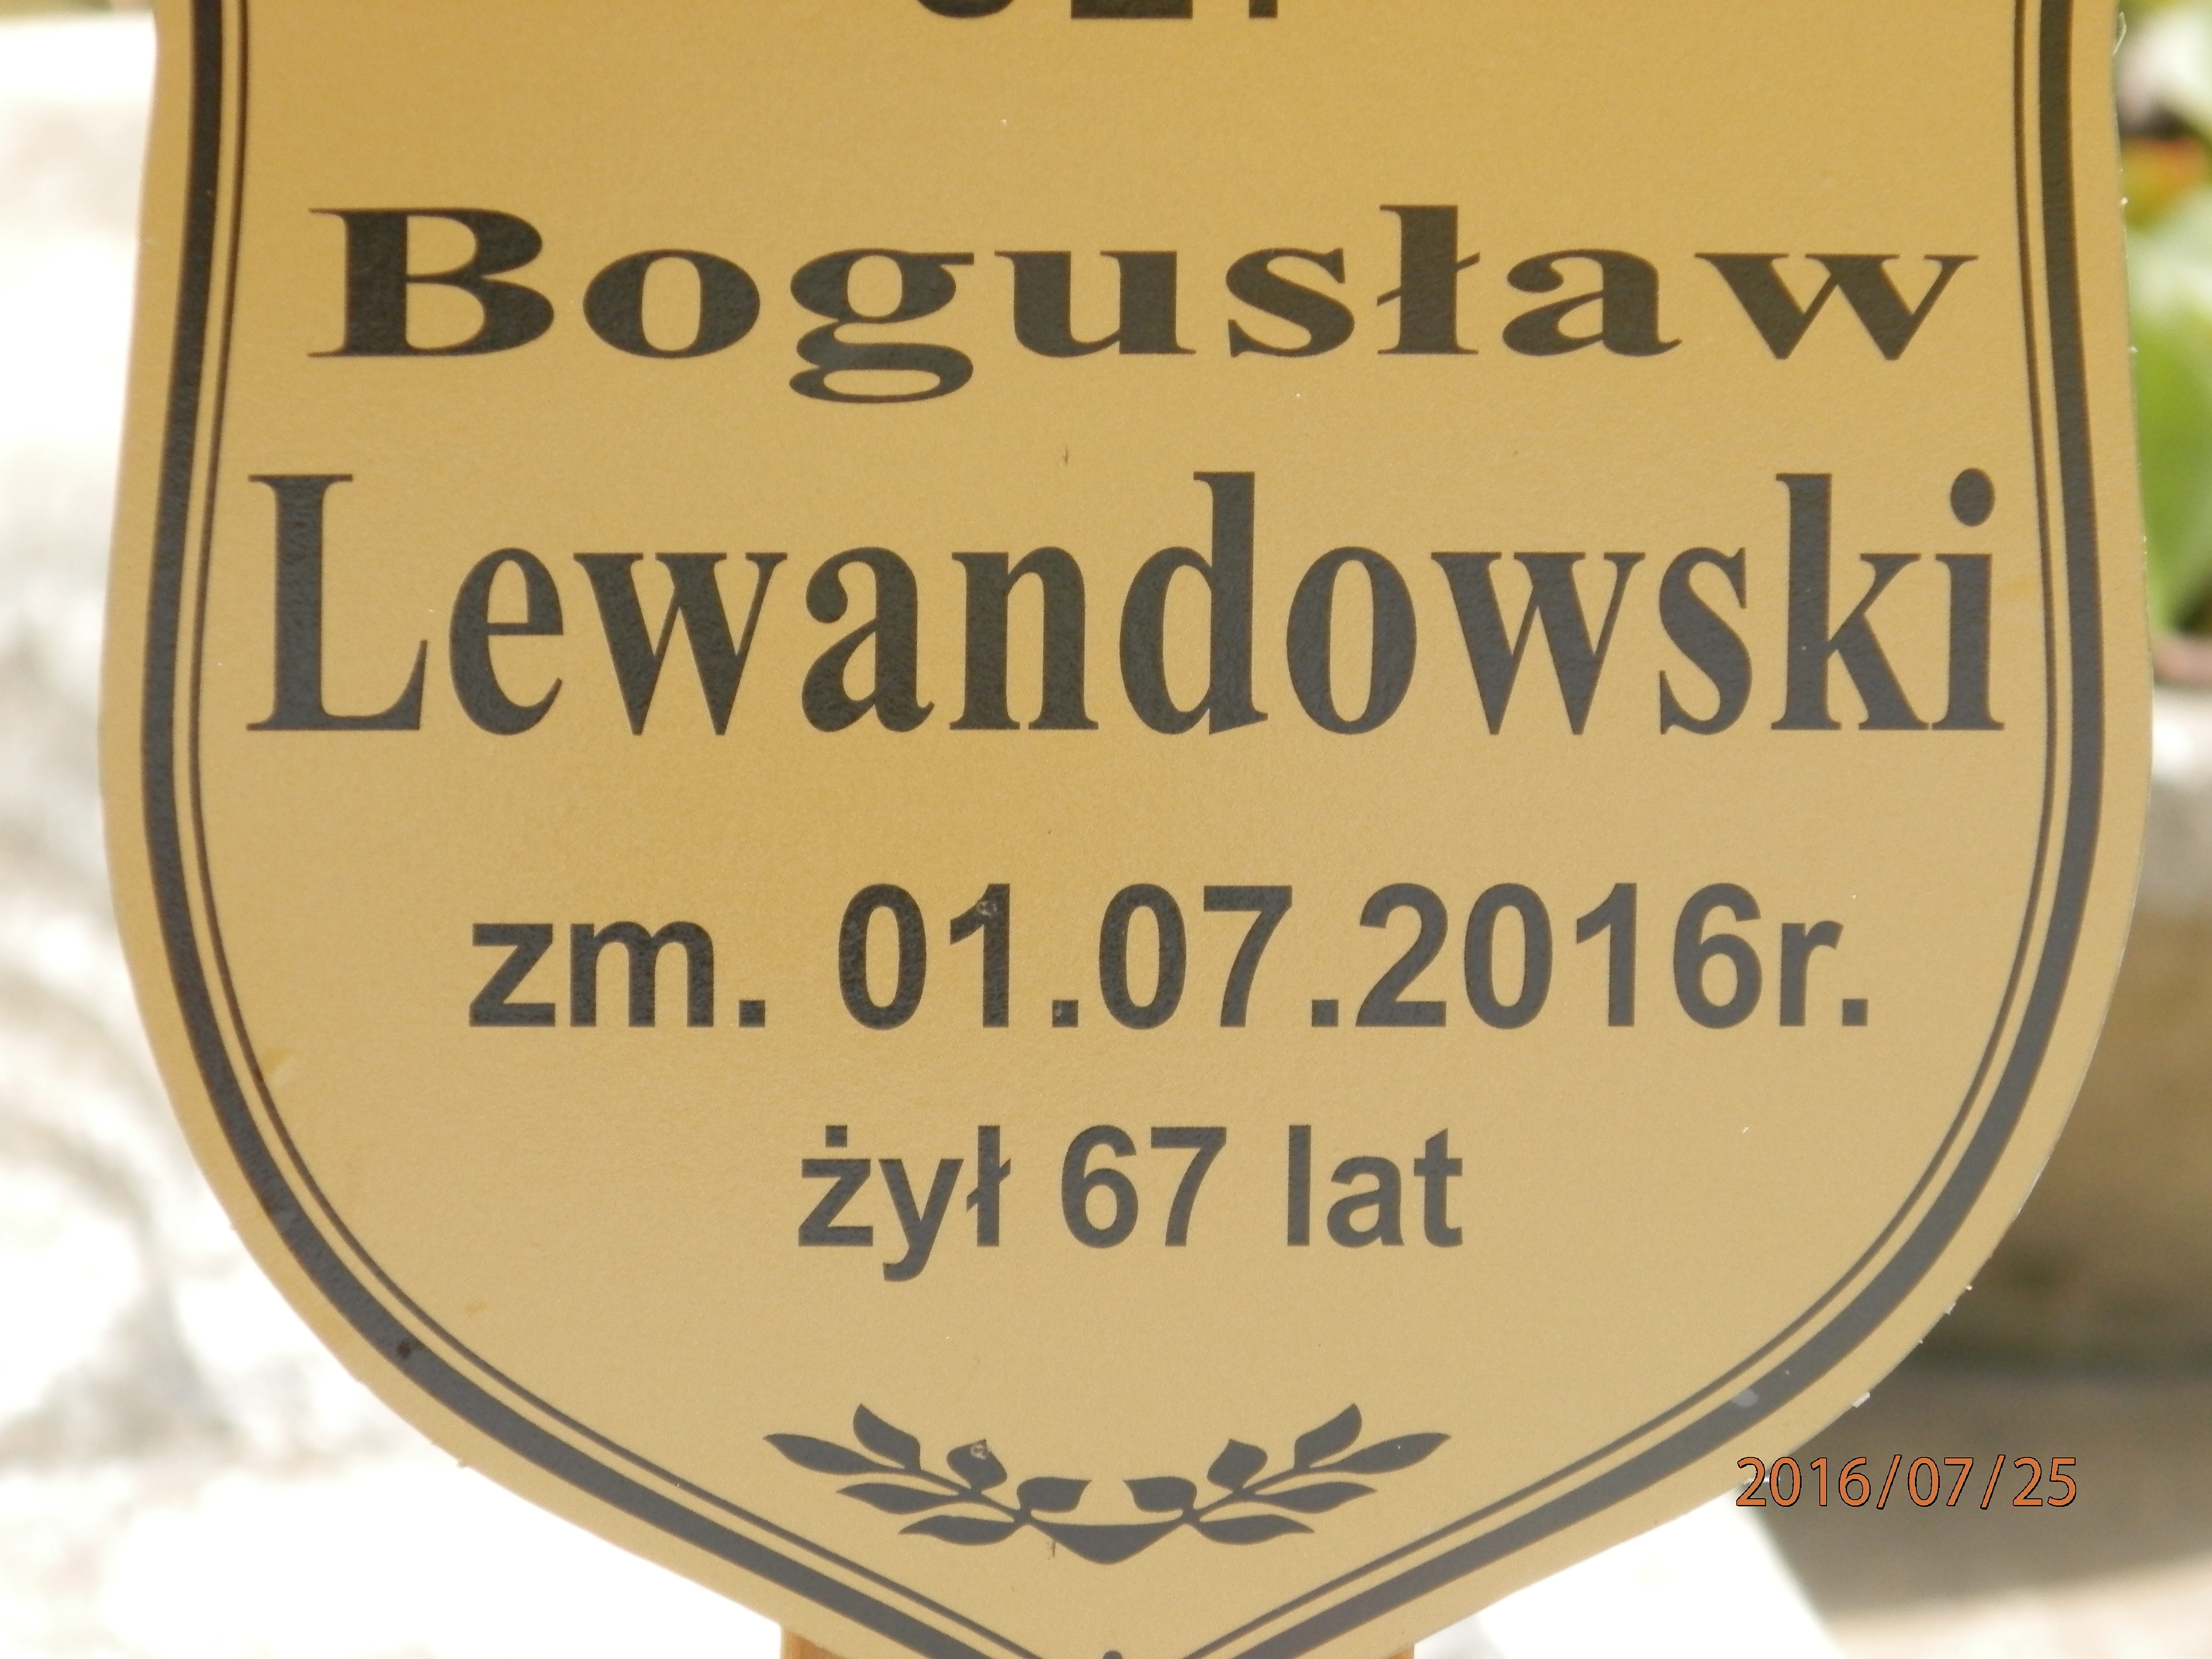 Bogusław
Lewandowski
zm. 01.07.2016r.
żył 67 lat
2016/07/25